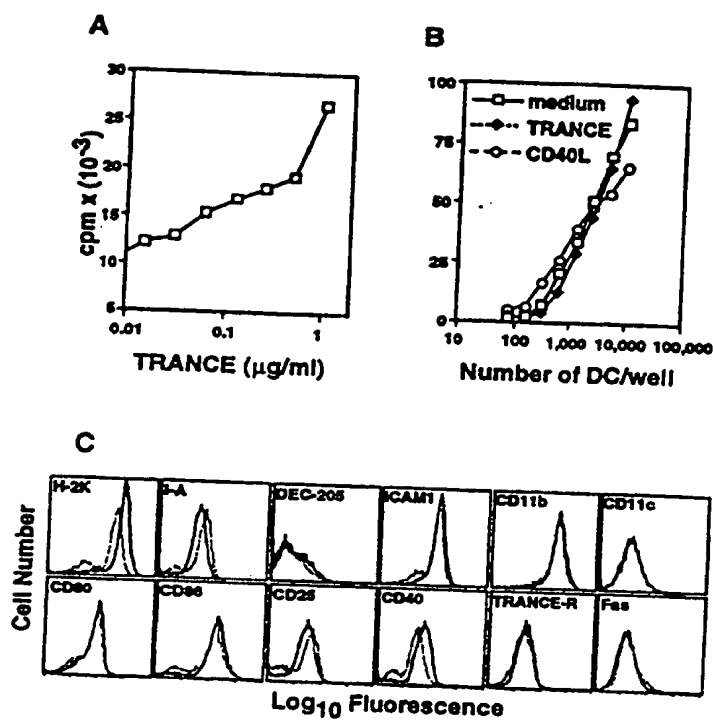 A
30
25
20
15
10
5
cpm x (10-3)
0.01 0.1 1
TRANCE (μg/ml)
B
100
75
50
25
0
medium
TRANCE
CD40L
10 100 1,000 10,000 100,000
Number of DC/well
C
H-2K I-A DEC-205 ICAM1 CD11b CD11c
CD80 CD86 CD25 CD40 TRANCE-R Fas
Cell Number
Log10 Fluorescence